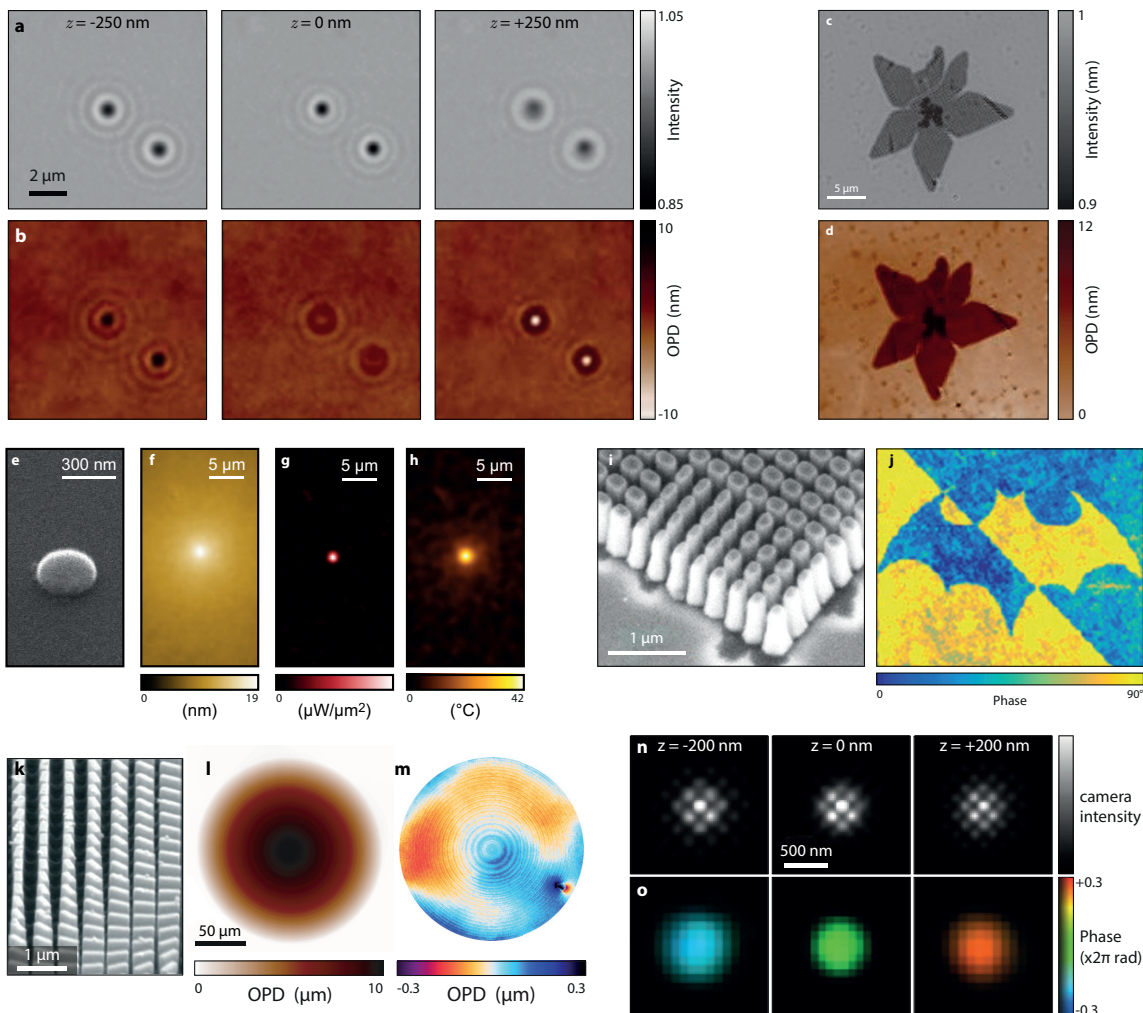 a
z = -250 nm
z = 0 nm
z = +250 nm
2 µm
1.05
Intensity
0.85
b
10
OPD (nm)
-10
c
5 µm
1
Intensity (nm)
0.9
d
12
OPD (nm)
0
e
300 nm
f
5 µm
0
19
(nm)
g
5 µm
0
(µW/µm²)
h
5 µm
0
42
(°C)
i
1 µm
j
0
90°
Phase
k
1 µm
l
50 µm
0
10
OPD (µm)
m
-0.3
0.3
OPD (µm)
n
z = -200 nm
z = 0 nm
z = +200 nm
500 nm
camera
intensity
o
+0.3
Phase
(x2π rad)
-0.3